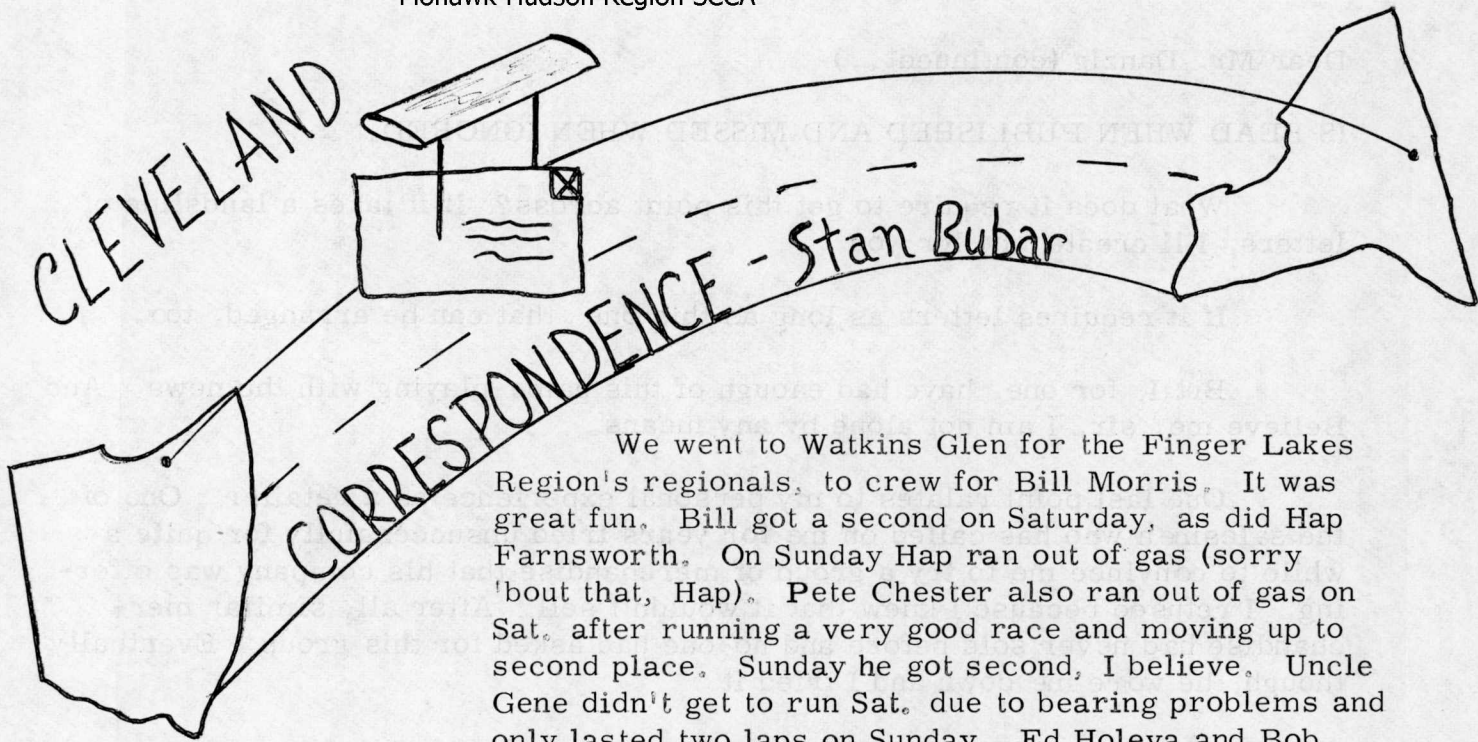 Mohawk Hudson Region SCCA
CLEVELAND
CORRESPONDENCE - Stan Bubar
We went to Watkins Glen for the Finger Lakes
Region's regionals, to crew for Bill Morris. It was
great fun. Bill got a second on Saturday, as did Hap
Farnsworth. On Sunday Hap ran out of gas (sorry
'bout that, Hap). Pete Chester also ran out of gas on
Sat. after running a very good race and moving up to
second place. Sunday he got second, I believe. Uncle
Gene didn't get to run Sat. due to bearing problems and
only lasted two laps on Sunday. Ed Holeva and Bob